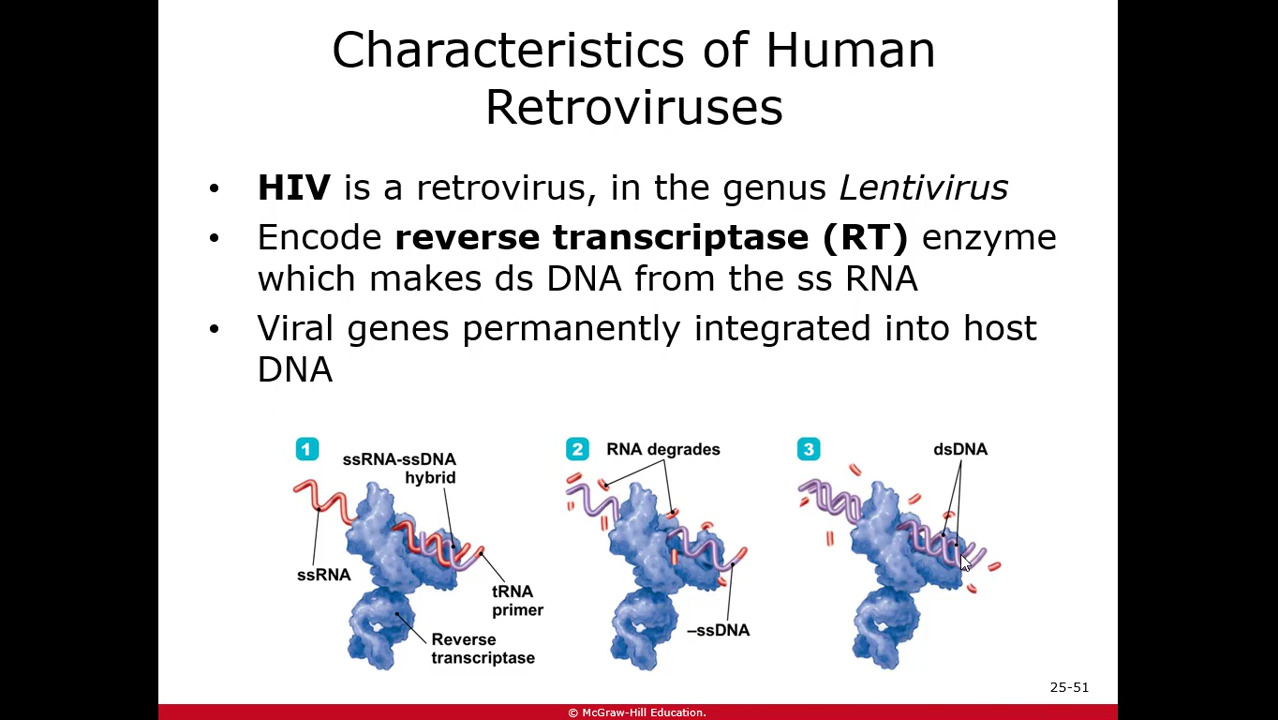 Characteristics of Human
Retroviruses
• HIV is a retrovirus, in the genus Lentivirus
• Encode reverse transcriptase (RT) enzyme
which makes ds DNA from the ss RNA
• Viral genes permanently integrated into host
DNA
1
ssRNA-ssDNA
hybrid
ssRNA
tRNA
primer
Reverse
transcriptase
2
RNA degrades
–ssDNA
3
dsDNA
25-51
© McGraw-Hill Education.